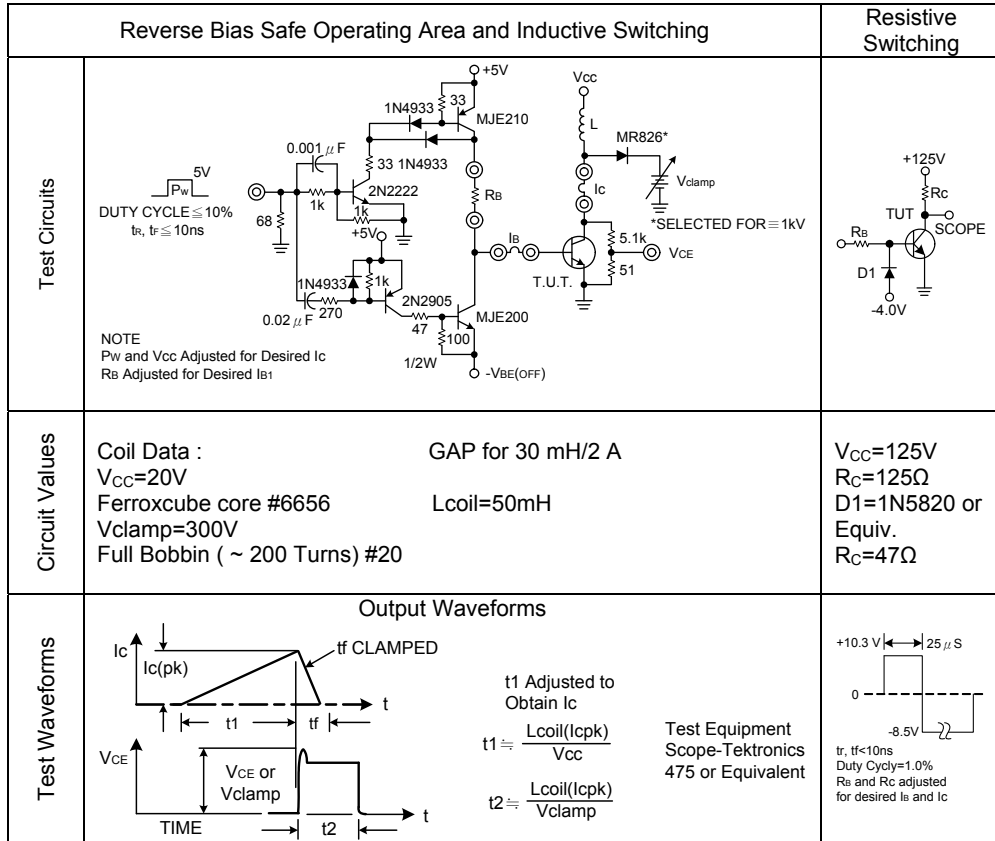 Reverse Bias Safe Operating Area and Inductive Switching
Resistive
Switching
Test Circuits
+5V
33
1N4933
MJE210
0.001 μF
33
1N4933
5V
Pw
DUTY CYCLE≦10%
tR, tF≦10ns
68
1k
2N2222
1k
+5V
RB
1N4933
1k
0.02 μF
270
2N2905
47
100
1/2W
MJE200
-VBE(OFF)
IB
Vcc
L
MR826*
Vclamp
Ic
*SELECTED FOR≡1kV
5.1k
51
VCE
T.U.T.
NOTE
Pw and Vcc Adjusted for Desired Ic
RB Adjusted for Desired IB1
+125V
Rc
TUT
SCOPE
RB
D1
-4.0V
Circuit Values
Coil Data : GAP for 30 mH/2 A
VCC=20V
Ferroxcube core #6656 Lcoil=50mH
Vclamp=300V
Full Bobbin ( ~ 200 Turns) #20
VCC=125V
RC=125Ω
D1=1N5820 or
Equiv.
RC=47Ω
Test Waveforms
Output Waveforms
Ic
Ic(pk)
tf CLAMPED
t
t1
tf
VCE
VCE or
Vclamp
TIME
t2
t
t1 Adjusted to
Obtain Ic
t1≒ Lcoil(Icpk)
Vcc
t2≒ Lcoil(Icpk)
Vclamp
Test Equipment
Scope-Tektronics
475 or Equivalent
+10.3 V
25 μS
0
-8.5V
tr, tf<10ns
Duty Cycly=1.0%
RB and Rc adjusted
for desired IB and Ic